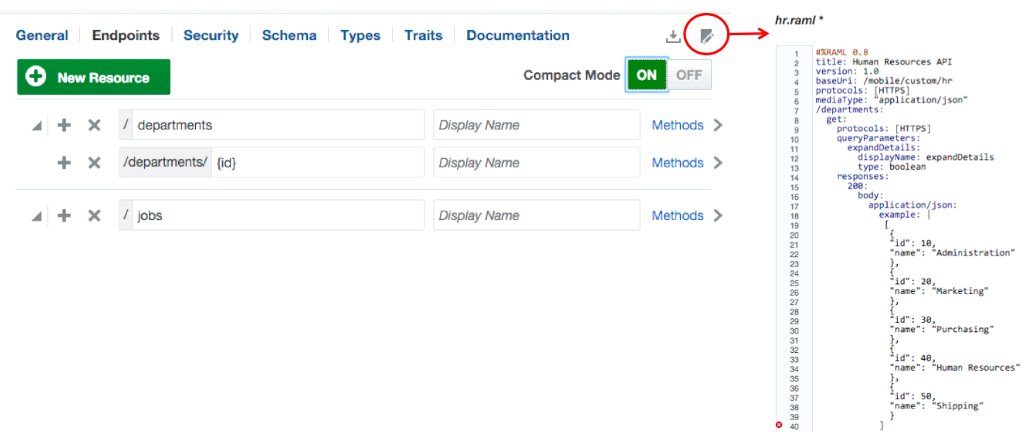 General Endpoints Security Schema Types Traits Documentation
New Resource
Compact Mode ON OFF
/ departments Display Name Methods
/departments/ {id} Display Name Methods
/ jobs Display Name Methods
hr.raml *
1 #%RAML 0.8
2 title: Human Resources API
3 version: 1.0
4 baseUri: /mobile/custom/hr
5 protocols: [HTTPS]
6 mediaType: "application/json"
7 /departments:
8 get:
9 protocols: [HTTPS]
10 queryParameters:
11 expandDetails:
12 displayName: expandDetails
13 type: boolean
14 responses:
15 200:
16 body:
17 application/json:
18 example: |
19 [
20 {
21 "id": 10,
22 "name": "Administration"
23 },
24 {
25 "id": 20,
26 "name": "Marketing"
27 },
28 {
29 "id": 30,
30 "name": "Purchasing"
31 },
32 {
33 "id": 40,
34 "name": "Human Resources"
35 },
36 {
37 "id": 50,
38 "name": "Shipping"
39 }
40 ]